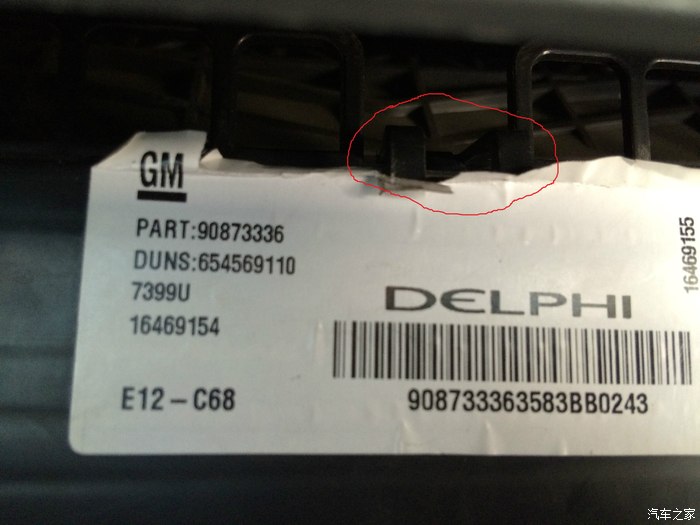 GM
PART:90873336
DUNS:654569110
7399U
16469154
E12-C68
DELPHI
908733363583BB0243
16469155
汽车之家